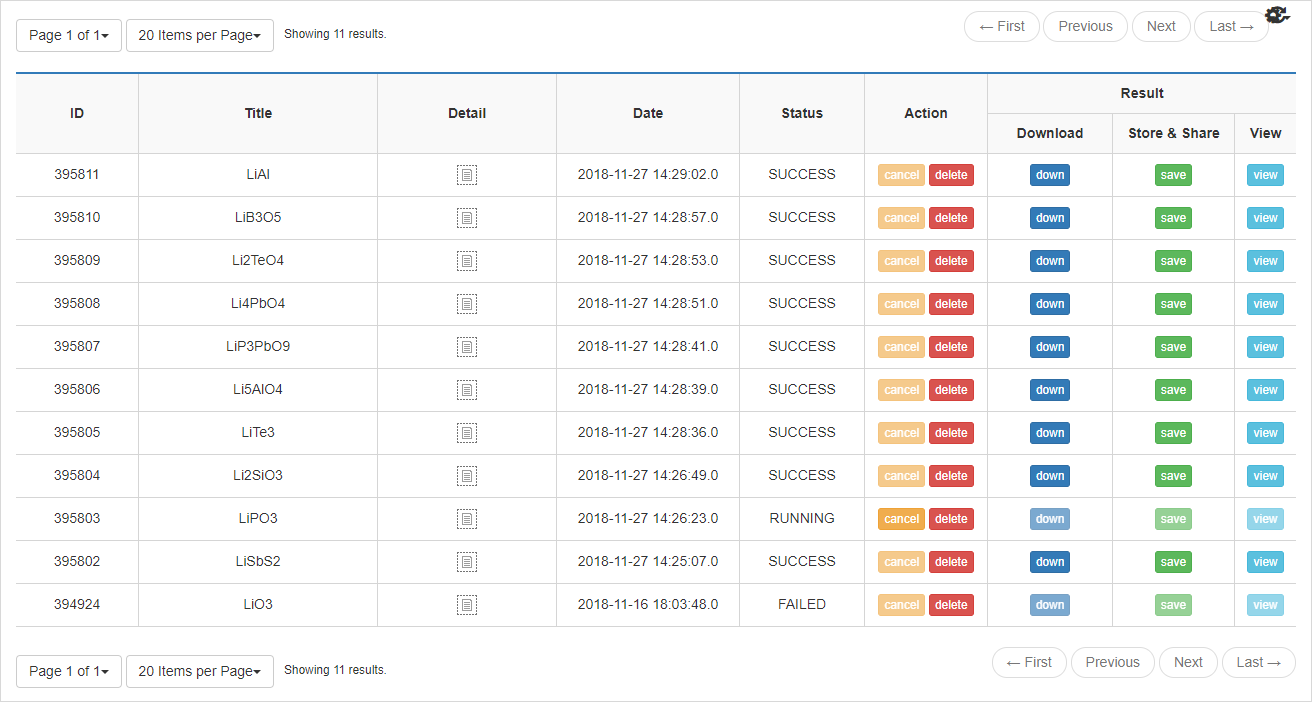 Page 1 of 1 20 Items per Page Showing 11 results. ← First Previous Next Last →
Result
ID Title Detail Date Status Action
Download Store & Share View
395811 LiAl 2018-11-27 14:29:02.0 SUCCESS cancel delete down save view
395810 LiB3O5 2018-11-27 14:28:57.0 SUCCESS cancel delete down save view
395809 Li2TeO4 2018-11-27 14:28:53.0 SUCCESS cancel delete down save view
395808 Li4PbO4 2018-11-27 14:28:51.0 SUCCESS cancel delete down save view
395807 LiP3PbO9 2018-11-27 14:28:41.0 SUCCESS cancel delete down save view
395806 Li5AlO4 2018-11-27 14:28:39.0 SUCCESS cancel delete down save view
395805 LiTe3 2018-11-27 14:28:36.0 SUCCESS cancel delete down save view
395804 Li2SiO3 2018-11-27 14:26:49.0 SUCCESS cancel delete down save view
395803 LiPO3 2018-11-27 14:26:23.0 RUNNING cancel delete down save view
395802 LiSbS2 2018-11-27 14:25:07.0 SUCCESS cancel delete down save view
394924 LiO3 2018-11-16 18:03:48.0 FAILED cancel delete down save view
Page 1 of 1 20 Items per Page Showing 11 results. ← First Previous Next Last →